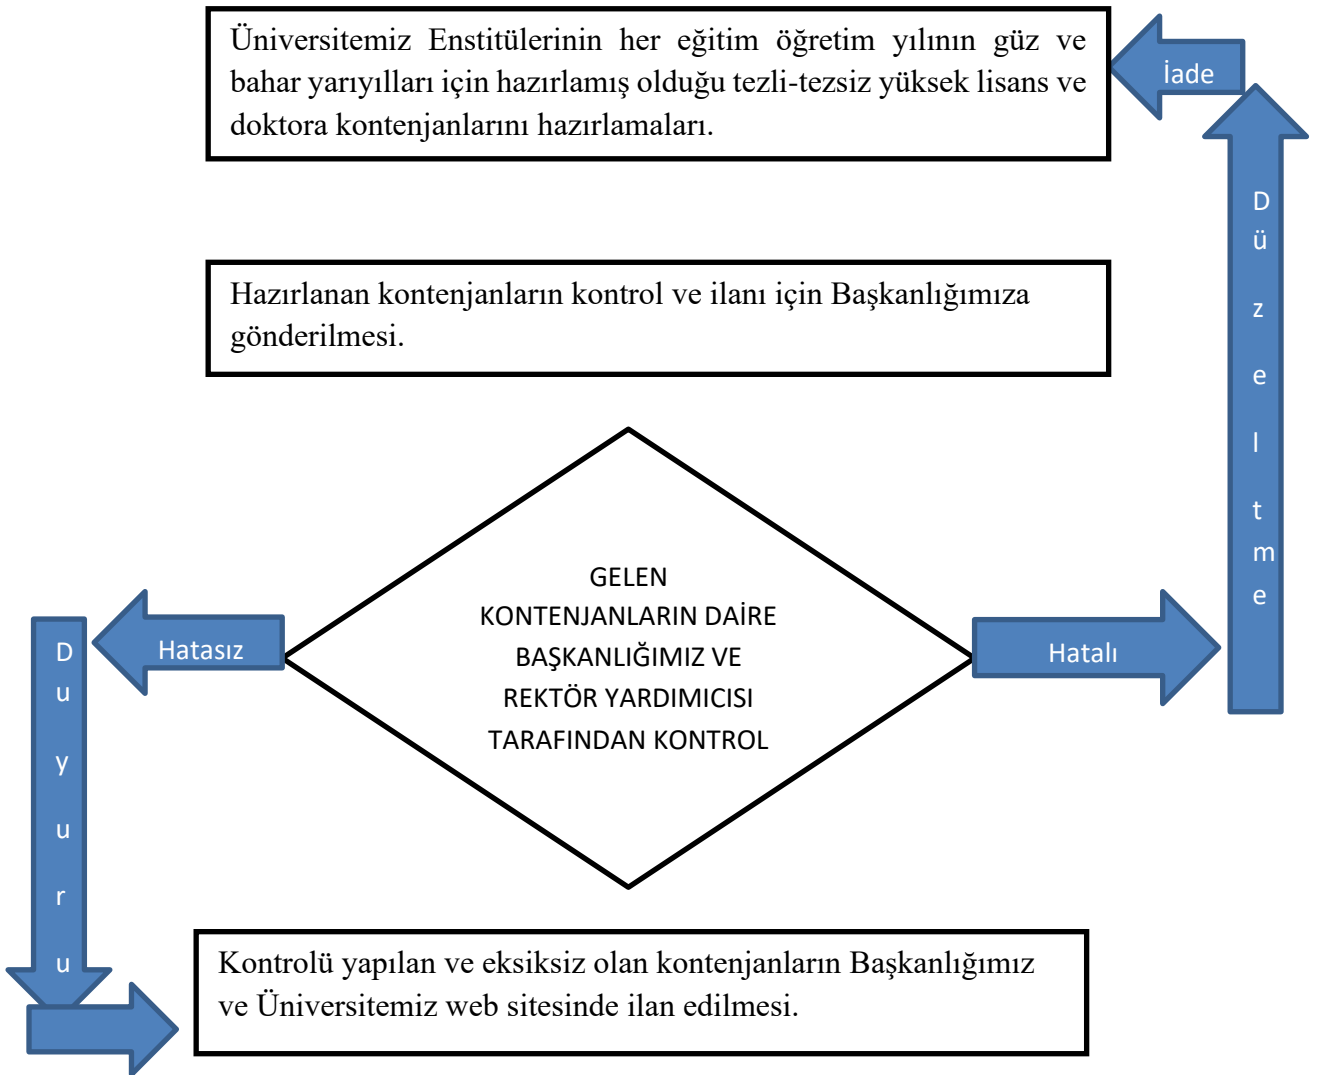 Üniversitemiz Enstitülerinin her eğitim öğretim yılının güz ve
bahar yarıyılları için hazırlamış olduğu tezli-tezsiz yüksek lisans ve
doktora kontenjanlarını hazırlamaları.
İade
Düzeltme
Hazırlanan kontenjanların kontrol ve ilanı için Başkanlığımıza
gönderilmesi.
GELEN
KONTENJANLARIN DAİRE
BAŞKANLIĞIMIZ VE
REKTÖR YARDIMICISI
TARAFINDAN KONTROL
Hatasız
Hatalı
Duyuru
Kontrolü yapılan ve eksiksiz olan kontenjanların Başkanlığımız
ve Üniversitemiz web sitesinde ilan edilmesi.